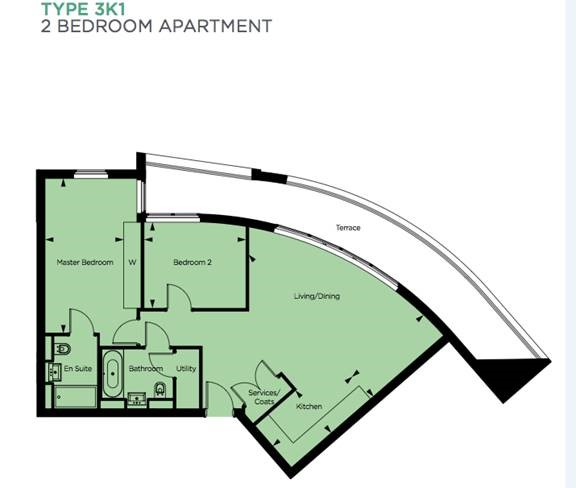 TYPE 3K1
2 BEDROOM APARTMENT
Terrace
Master Bedroom
W
Bedroom 2
Living/Dining
En Suite
Bathroom
Utility
Services/
Coats
Kitchen